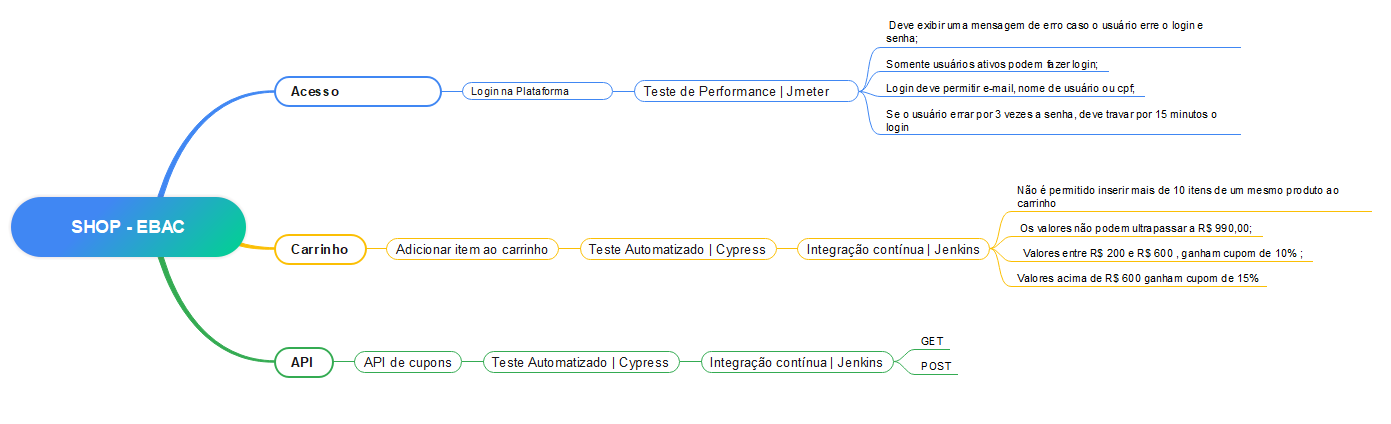 SHOP - EBAC
Acesso
Login na Plataforma
Teste de Performance | Jmeter
Deve exibir uma mensagem de erro caso o usuário erre o login e
senha;
Somente usuários ativos podem fazer login;
Login deve permitir e-mail, nome de usuário ou cpf;
Se o usuário errar por 3 vezes a senha, deve travar por 15 minutos o
login
Carrinho
Adicionar item ao carrinho
Teste Automatizado | Cypress
Integração contínua | Jenkins
Não é permitido inserir mais de 10 itens de um mesmo produto ao
carrinho
Os valores não podem ultrapassar a R$ 990,00;
Valores entre R$ 200 e R$ 600 , ganham cupom de 10% ;
Valores acima de R$ 600 ganham cupom de 15%
API
API de cupons
Teste Automatizado | Cypress
Integração contínua | Jenkins
GET
POST